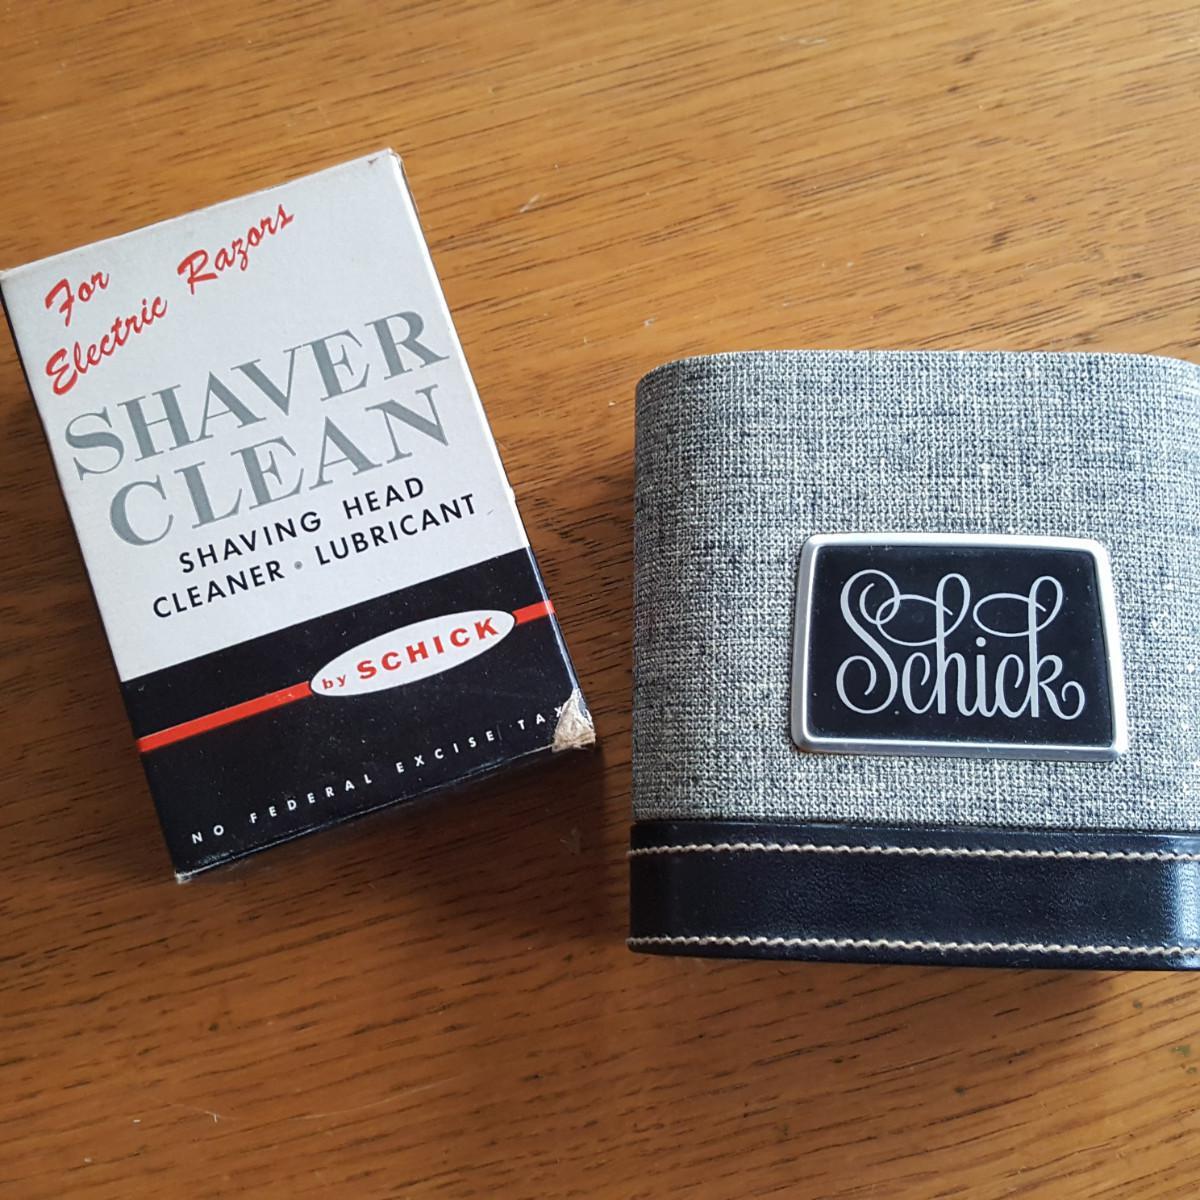 For
Electric Razors
SHAVER
CLEAN
SHAVING HEAD
CLEANER • LUBRICANT
by SCHICK
NO FEDERAL EXCISE TAX
Schick